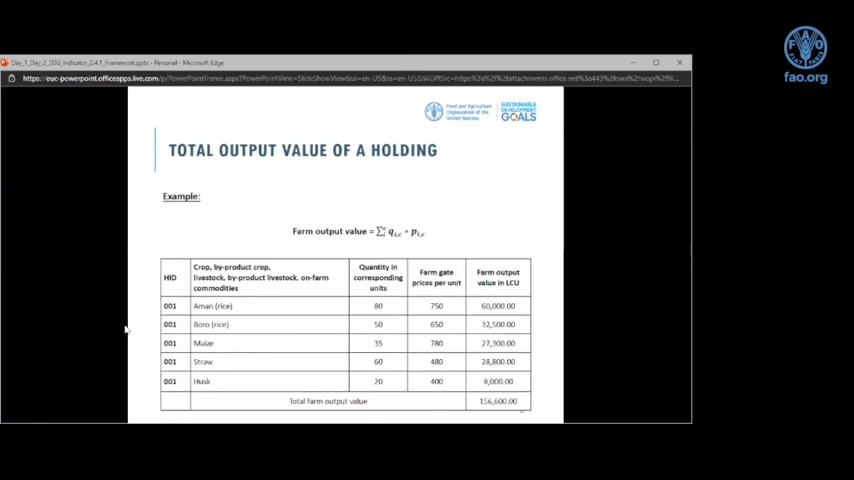 Day_1_Day_2_SDG_Indicator_2.4.1_Framework.pptx - Personal - Microsoft Edge
fao.org
Food and Agriculture
Organization of the
United Nations
SUSTAINABLE
DEVELOPMENT
GOALS
TOTAL OUTPUT VALUE OF A HOLDING
Example:
Farm output value = ∑ᵢᶜ qᵢ,c * pᵢ,c
HID
Crop, by-product crop,
livestock, by-product livestock, on-farm
commodities
Quantity in
corresponding
units
Farm gate
prices per unit
Farm output
value in LCU
001 Aman (rice) 80 750 60,000.00
001 Boro (rice) 50 650 32,500.00
001 Maize 35 780 27,300.00
001 Straw 60 480 28,800.00
001 Husk 20 400 8,000.00
Total farm output value 156,600.00